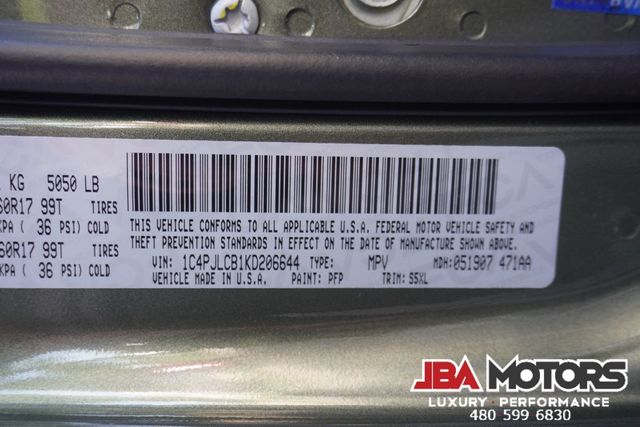 KG 5050 LB
60R17 99T TIRES
KPA ( 36 PSI) COLD
60R17 99T TIRES
KPA ( 36 PSI) COLD
THIS VEHICLE CONFORMS TO ALL APPLICABLE U.S.A. FEDERAL MOTOR VEHICLE SAFETY AND
THEFT PREVENTION STANDARDS IN EFFECT ON THE DATE OF MANUFACTURE SHOWN ABOVE.
VIN: 1C4PJLCB1KD206644 TYPE: MPV MDH: 051907 471AA
MADE IN U.S.A. PAINT: PFP TRIM: S5XL
JBA MOTORS
LUXURY • PERFORMANCE
480 599 6830